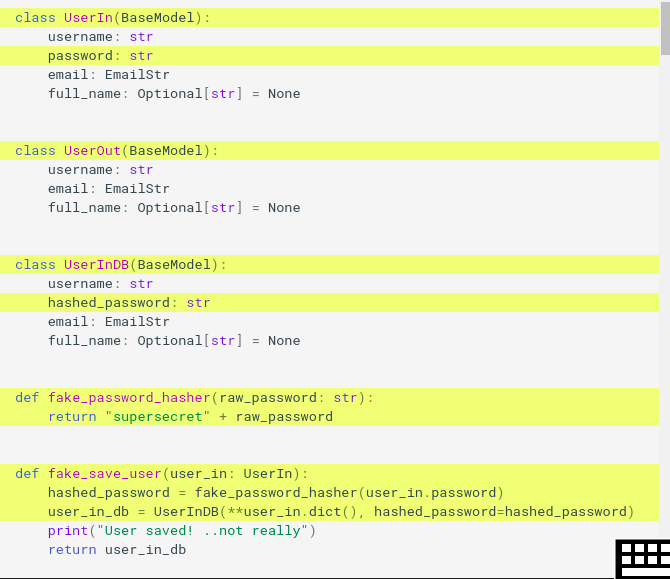 class UserIn(BaseModel):
    username: str
    password: str
    email: EmailStr
    full_name: Optional[str] = None
class UserOut(BaseModel):
    username: str
    email: EmailStr
    full_name: Optional[str] = None
class UserInDB(BaseModel):
    username: str
    hashed_password: str
    email: EmailStr
    full_name: Optional[str] = None
def fake_password_hasher(raw_password: str):
    return "supersecret" + raw_password
def fake_save_user(user_in: UserIn):
    hashed_password = fake_password_hasher(user_in.password)
    user_in_db = UserInDB(**user_in.dict(), hashed_password=hashed_password)
    print("User saved! ..not really")
    return user_in_db